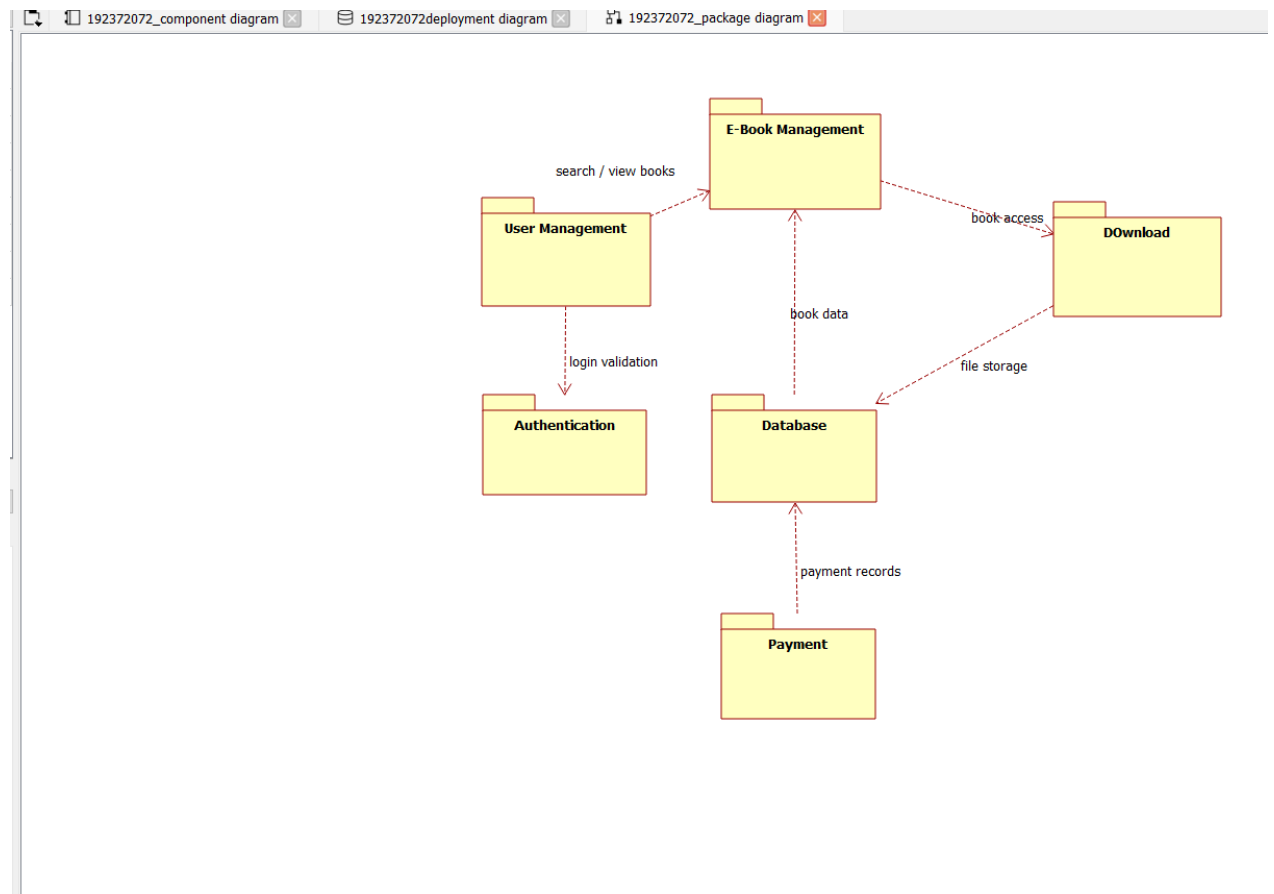 192372072_component diagram
192372072deployment diagram
192372072_package diagram
E-Book Management
search / view books
User Management
book access
DOwnload
book data
login validation
file storage
Authentication
Database
payment records
Payment